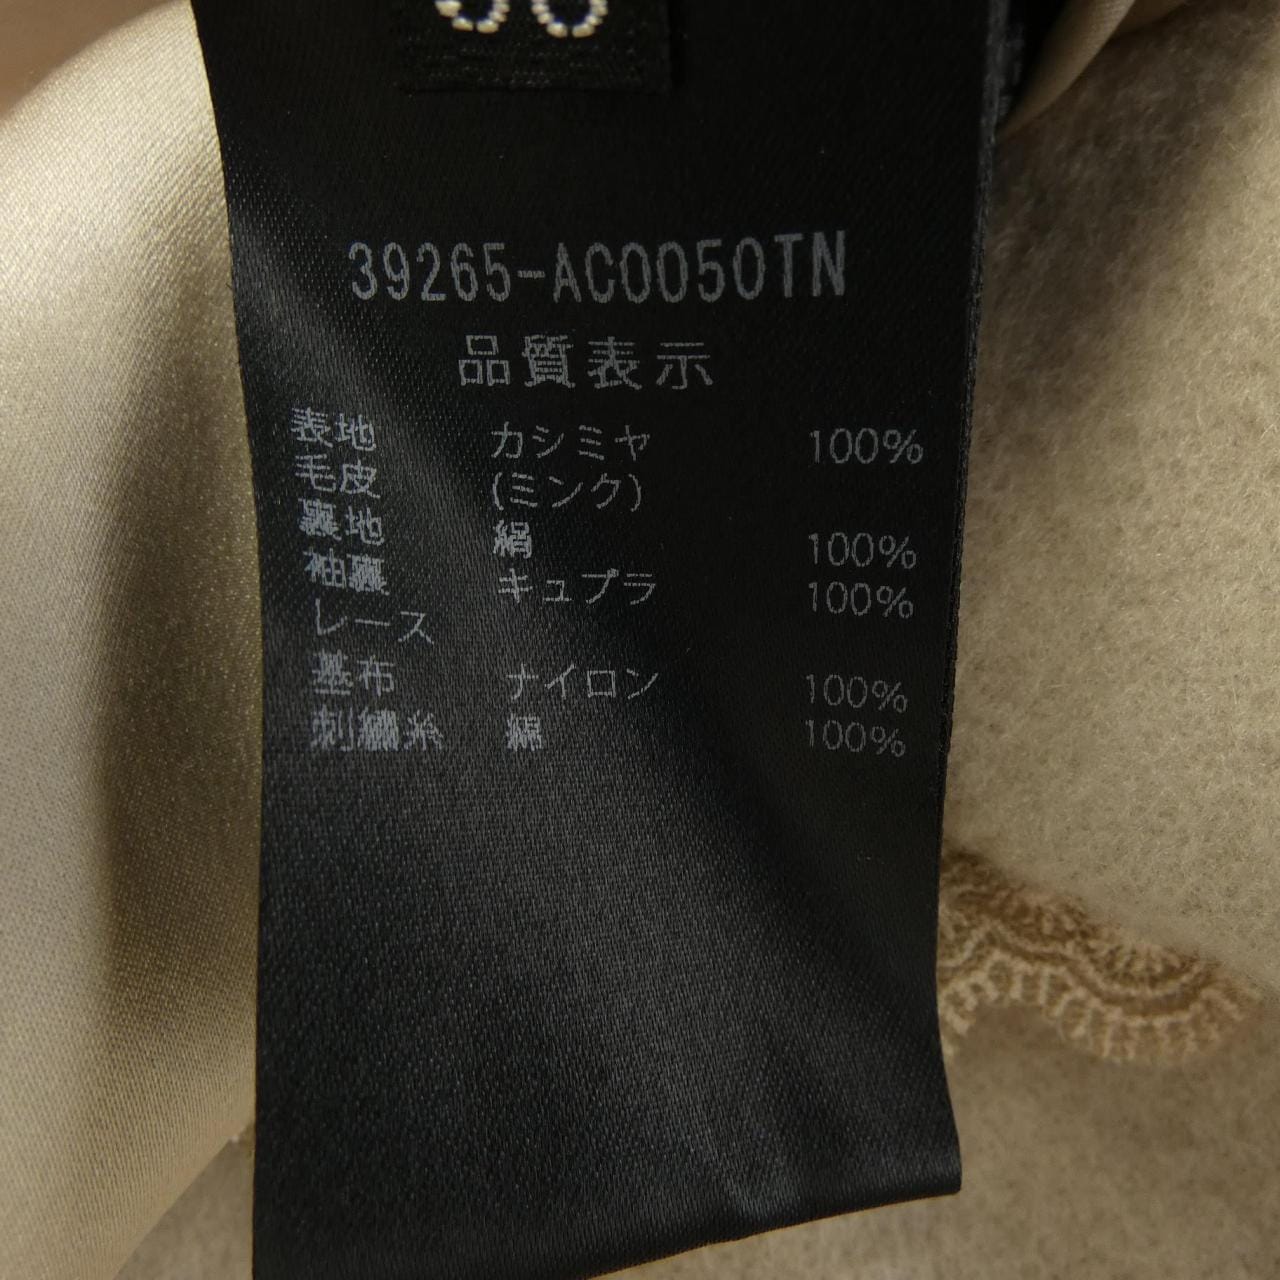 39265-AC0050TN
品質表示
表地 カシミヤ 100%
毛皮 (ミンク)
裏地 絹 100%
袖裏 キュプラ 100%
レース
基布 ナイロン 100%
刺繍糸 綿 100%